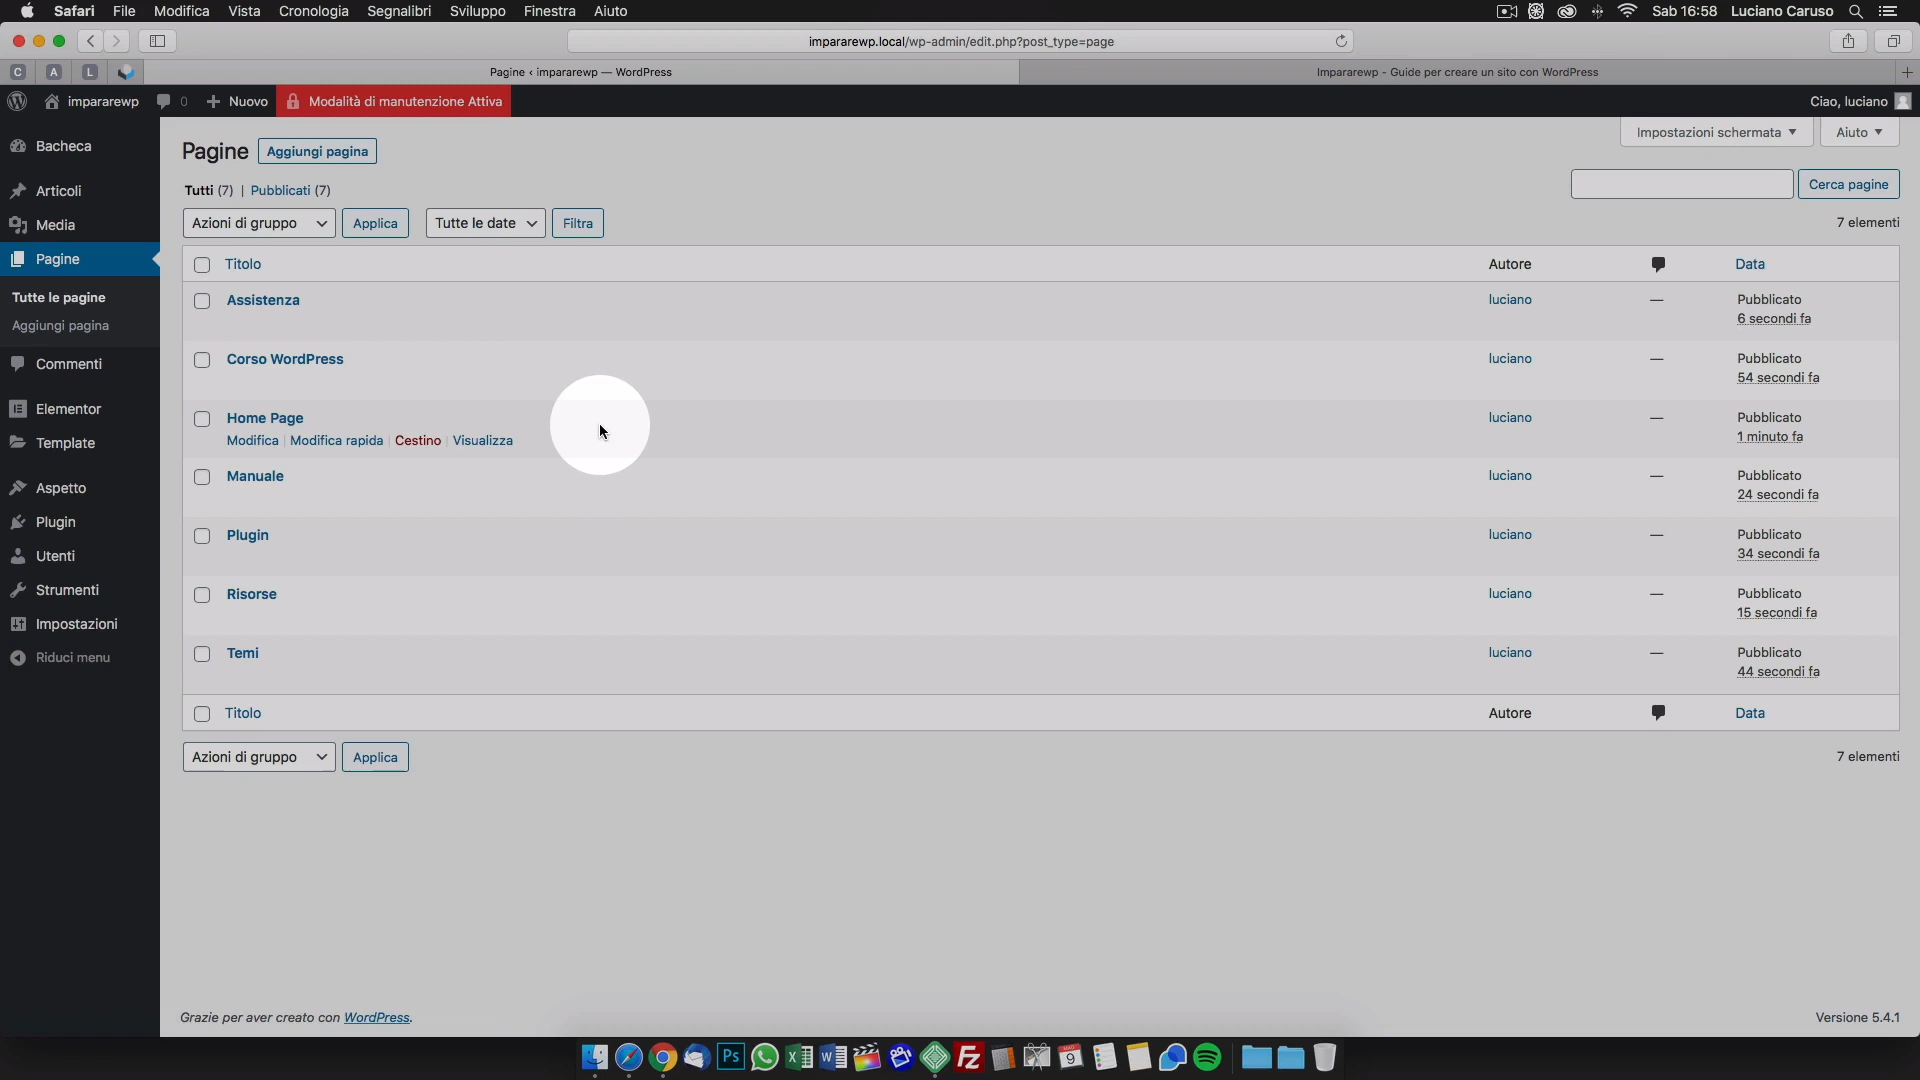 Safari File Modifica Vista Cronologia Segnalibri Sviluppo Finestra Aiuto Sab 16:58 Luciano Caruso
impararewp.local/wp-admin/edit.php?post_type=page
C A L Pagine ‹ impararewp — WordPress Impararewp - Guide per creare un sito con WordPress
impararewp 0 Nuovo Modalità di manutenzione Attiva Ciao, luciano
Impostazioni schermata Aiuto
Bacheca
Articoli
Media
Pagine
Tutte le pagine
Aggiungi pagina
Commenti
Elementor
Template
Aspetto
Plugin
Utenti
Strumenti
Impostazioni
Riduci menu
Pagine Aggiungi pagina
Tutti (7) | Pubblicati (7)
Cerca pagine
Azioni di gruppo Applica Tutte le date Filtra 7 elementi
Titolo Autore Data
Assistenza luciano — Pubblicato
6 secondi fa
Corso WordPress luciano — Pubblicato
54 secondi fa
Home Page luciano — Pubblicato
Modifica | Modifica rapida | Cestino | Visualizza 1 minuto fa
Manuale luciano — Pubblicato
24 secondi fa
Plugin luciano — Pubblicato
34 secondi fa
Risorse luciano — Pubblicato
15 secondi fa
Temi luciano — Pubblicato
44 secondi fa
Titolo Autore Data
Azioni di gruppo Applica 7 elementi
Grazie per aver creato con WordPress. Versione 5.4.1
Ps Fz 9